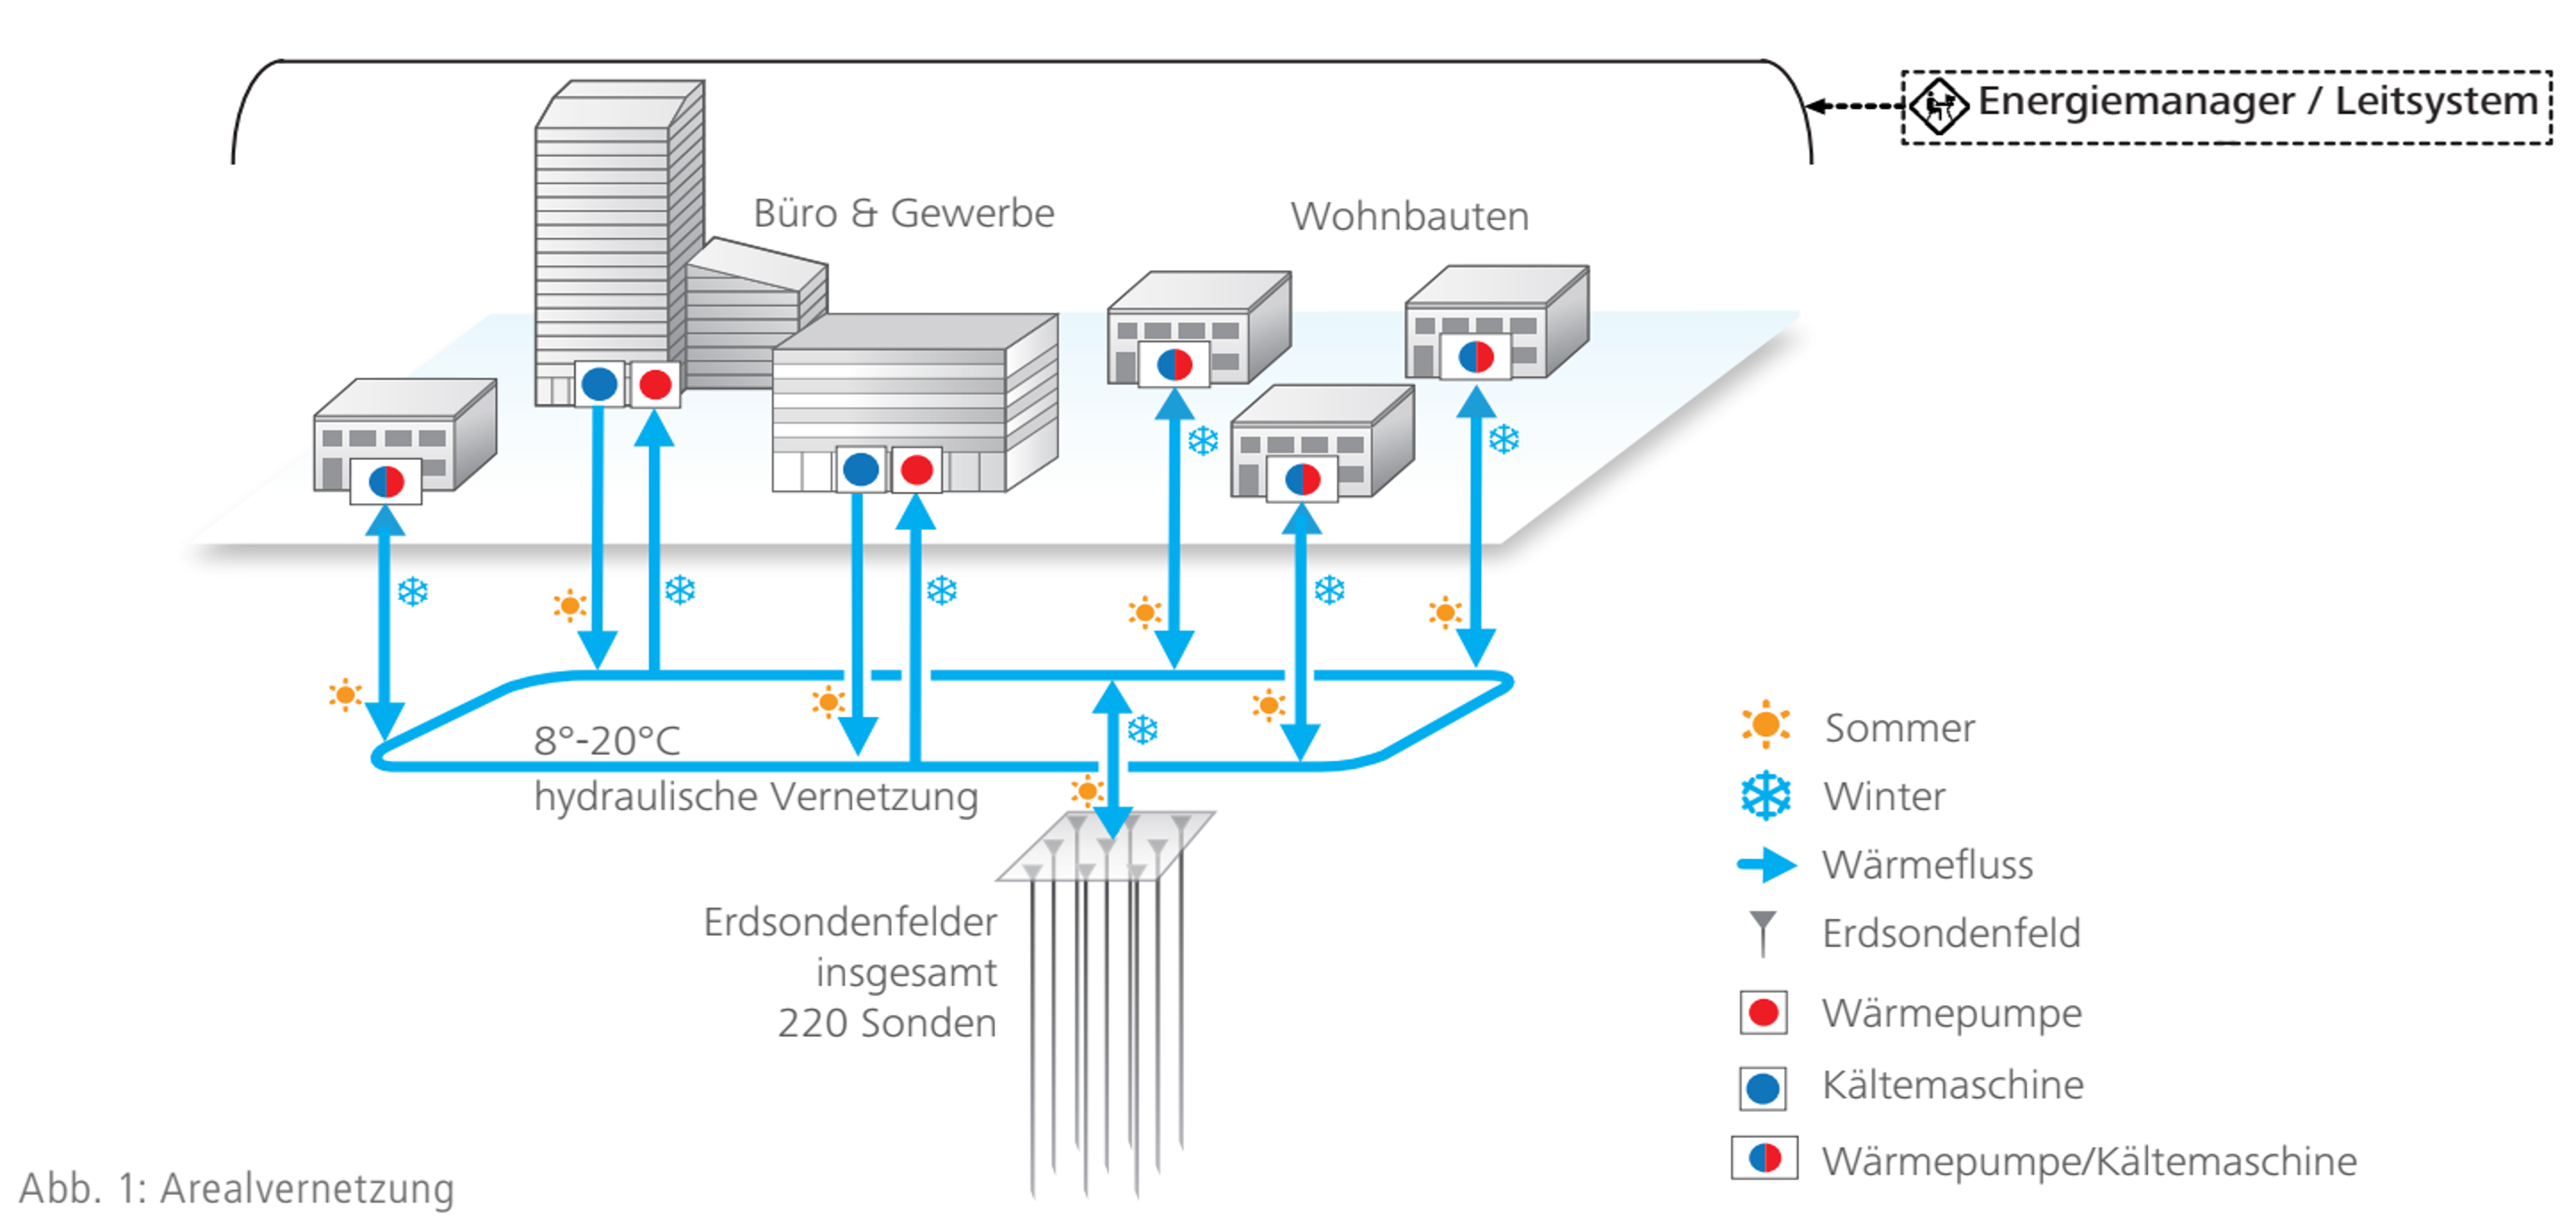 Energiemanager / Leitsystem
Büro & Gewerbe
Wohnbauten
8°-20°C
hydraulische Vernetzung
Erdsondenfelder
insgesamt
220 Sonden
Sommer
Winter
Wärmefluss
Erdsondenfeld
Wärmepumpe
Kältemaschine
Wärmepumpe/Kältemaschine
Abb. 1: Arealvernetzung